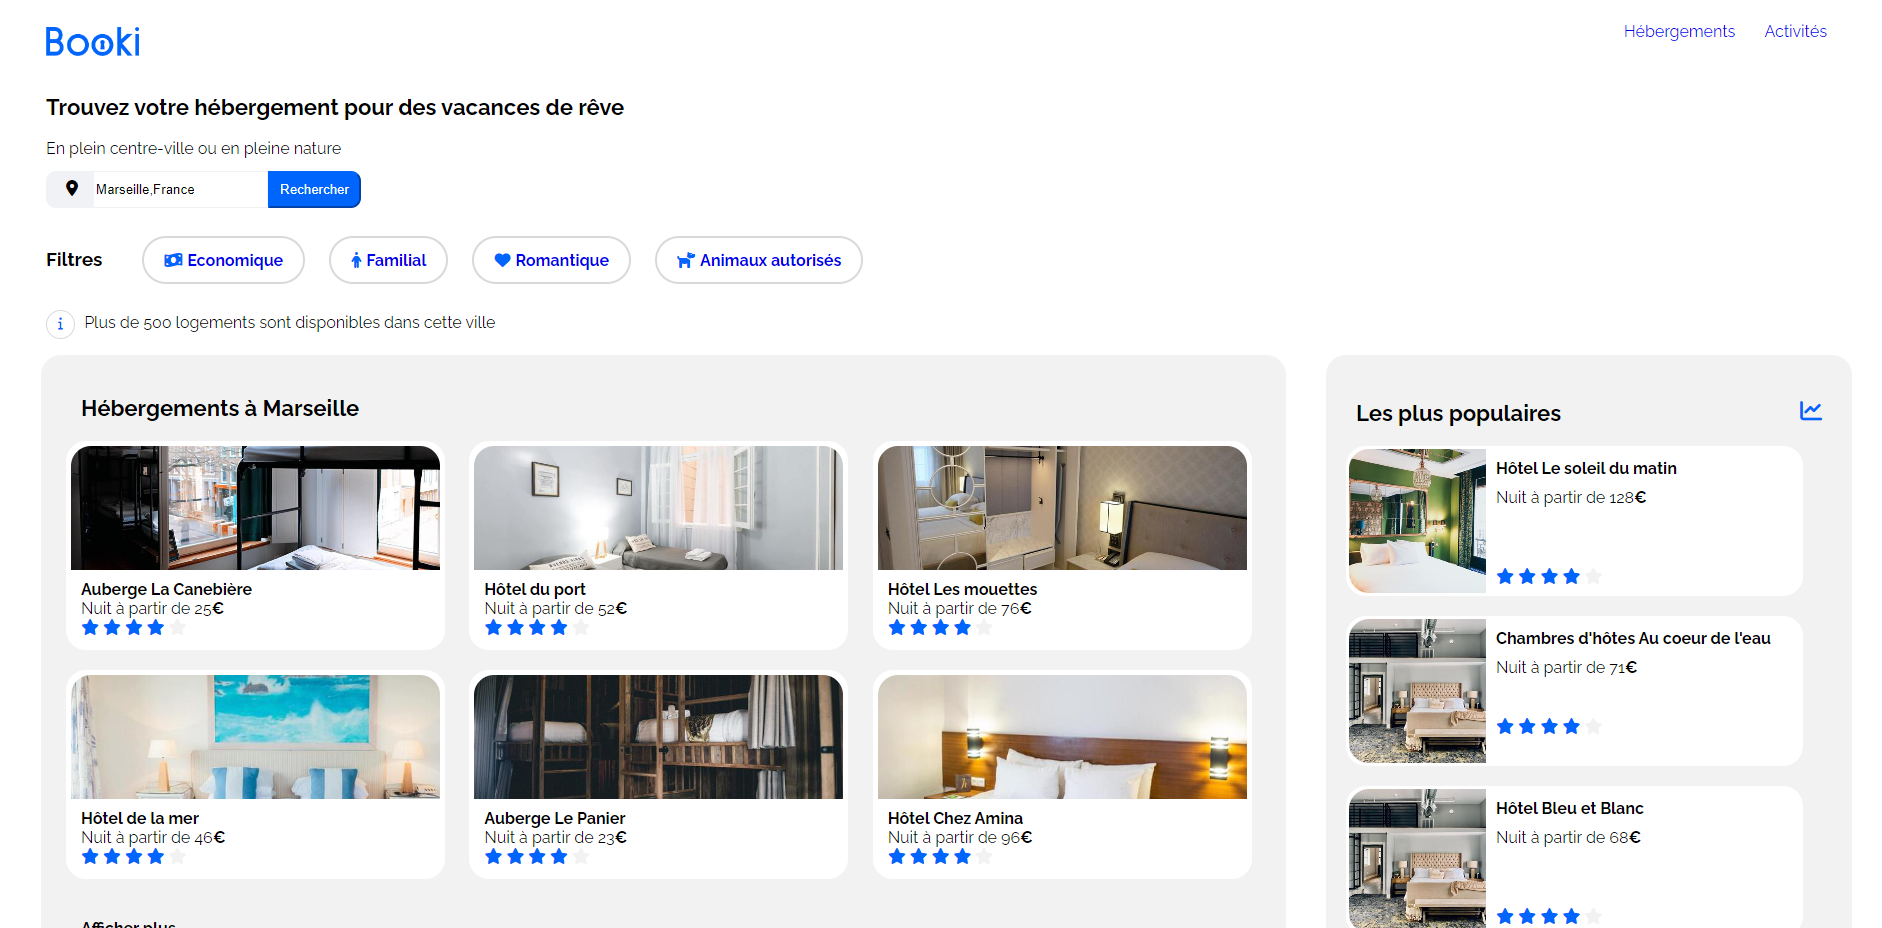 Booki
Hébergements
Activités
Trouvez votre hébergement pour des vacances de rêve
En plein centre-ville ou en pleine nature
Marseille,France
Rechercher
Filtres
Economique
Familial
Romantique
Animaux autorisés
Plus de 500 logements sont disponibles dans cette ville
Hébergements à Marseille
Auberge La Canebière
Nuit à partir de 25€
Hôtel du port
Nuit à partir de 52€
Hôtel Les mouettes
Nuit à partir de 76€
Hôtel de la mer
Nuit à partir de 46€
Auberge Le Panier
Nuit à partir de 23€
Hôtel Chez Amina
Nuit à partir de 96€
Afficher plus
Les plus populaires
Hôtel Le soleil du matin
Nuit à partir de 128€
Chambres d'hôtes Au coeur de l'eau
Nuit à partir de 71€
Hôtel Bleu et Blanc
Nuit à partir de 68€